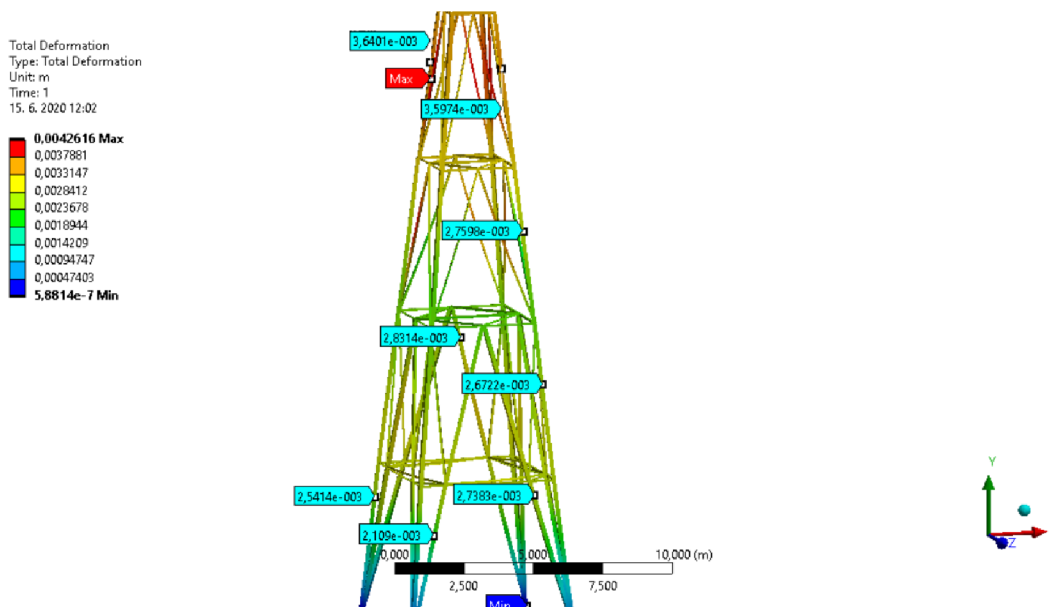 Total Deformation
Type: Total Deformation
Unit: m
Time: 1
15. 6. 2020 12:02
0,0042616 Max
0,0037881
0,0033147
0,0028412
0,0023678
0,0018944
0,0014209
0,00094747
0,00047403
5,8814e-7 Min
3,6401e-003
Max
3,5974e-003
2,7598e-003
2,8314e-003
2,6722e-003
2,5414e-003
2,7383e-003
2,109e-003
0,000 5,000 10,000 (m)
2,500 7,500
Min
Y
Z